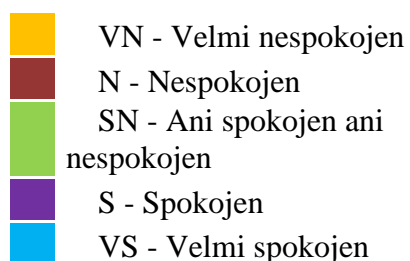 VN - Velmi nespokojen
N - Nespokojen
SN - Ani spokojen ani
nespokojen
S - Spokojen
VS - Velmi spokojen